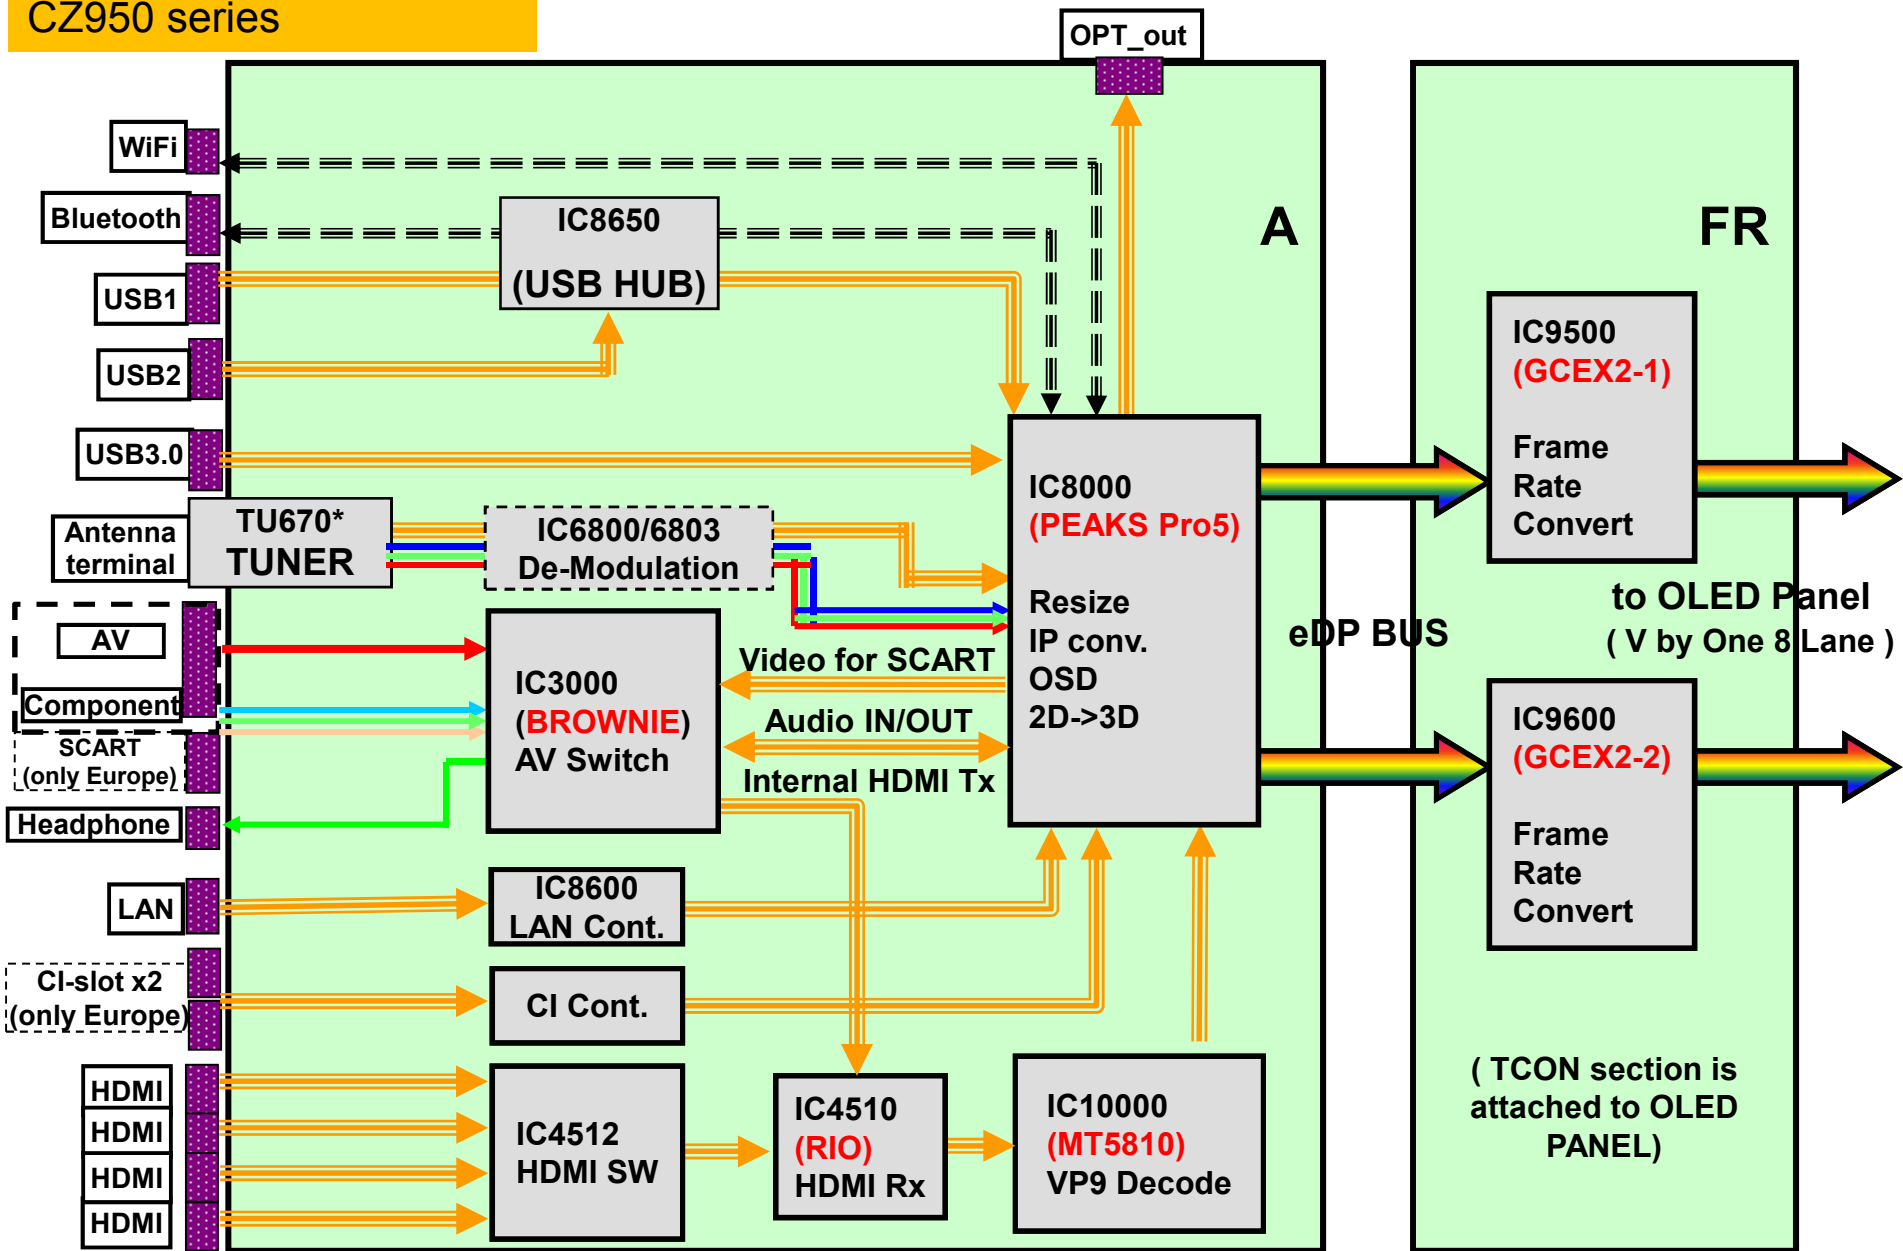 CZ950 series
OPT_out
WiFi
Bluetooth
USB1
USB2
USB3.0
Antenna
terminal
AV
Component
SCART
(only Europe)
Headphone
LAN
CI-slot x2
(only Europe)
HDMI
HDMI
HDMI
HDMI
A
IC8650
(USB HUB)
TU670*
TUNER
IC6800/6803
De-Modulation
IC3000
(BROWNIE)
AV Switch
Video for SCART
Audio IN/OUT
Internal HDMI Tx
IC8600
LAN Cont.
CI Cont.
IC4512
HDMI SW
IC4510
(RIO)
HDMI Rx
IC10000
(MT5810)
VP9 Decode
IC8000
(PEAKS Pro5)
Resize
IP conv.
OSD
2D->3D
eDP BUS
FR
IC9500
(GCEX2-1)
Frame
Rate
Convert
to OLED Panel
( V by One 8 Lane )
IC9600
(GCEX2-2)
Frame
Rate
Convert
( TCON section is
attached to OLED
PANEL)